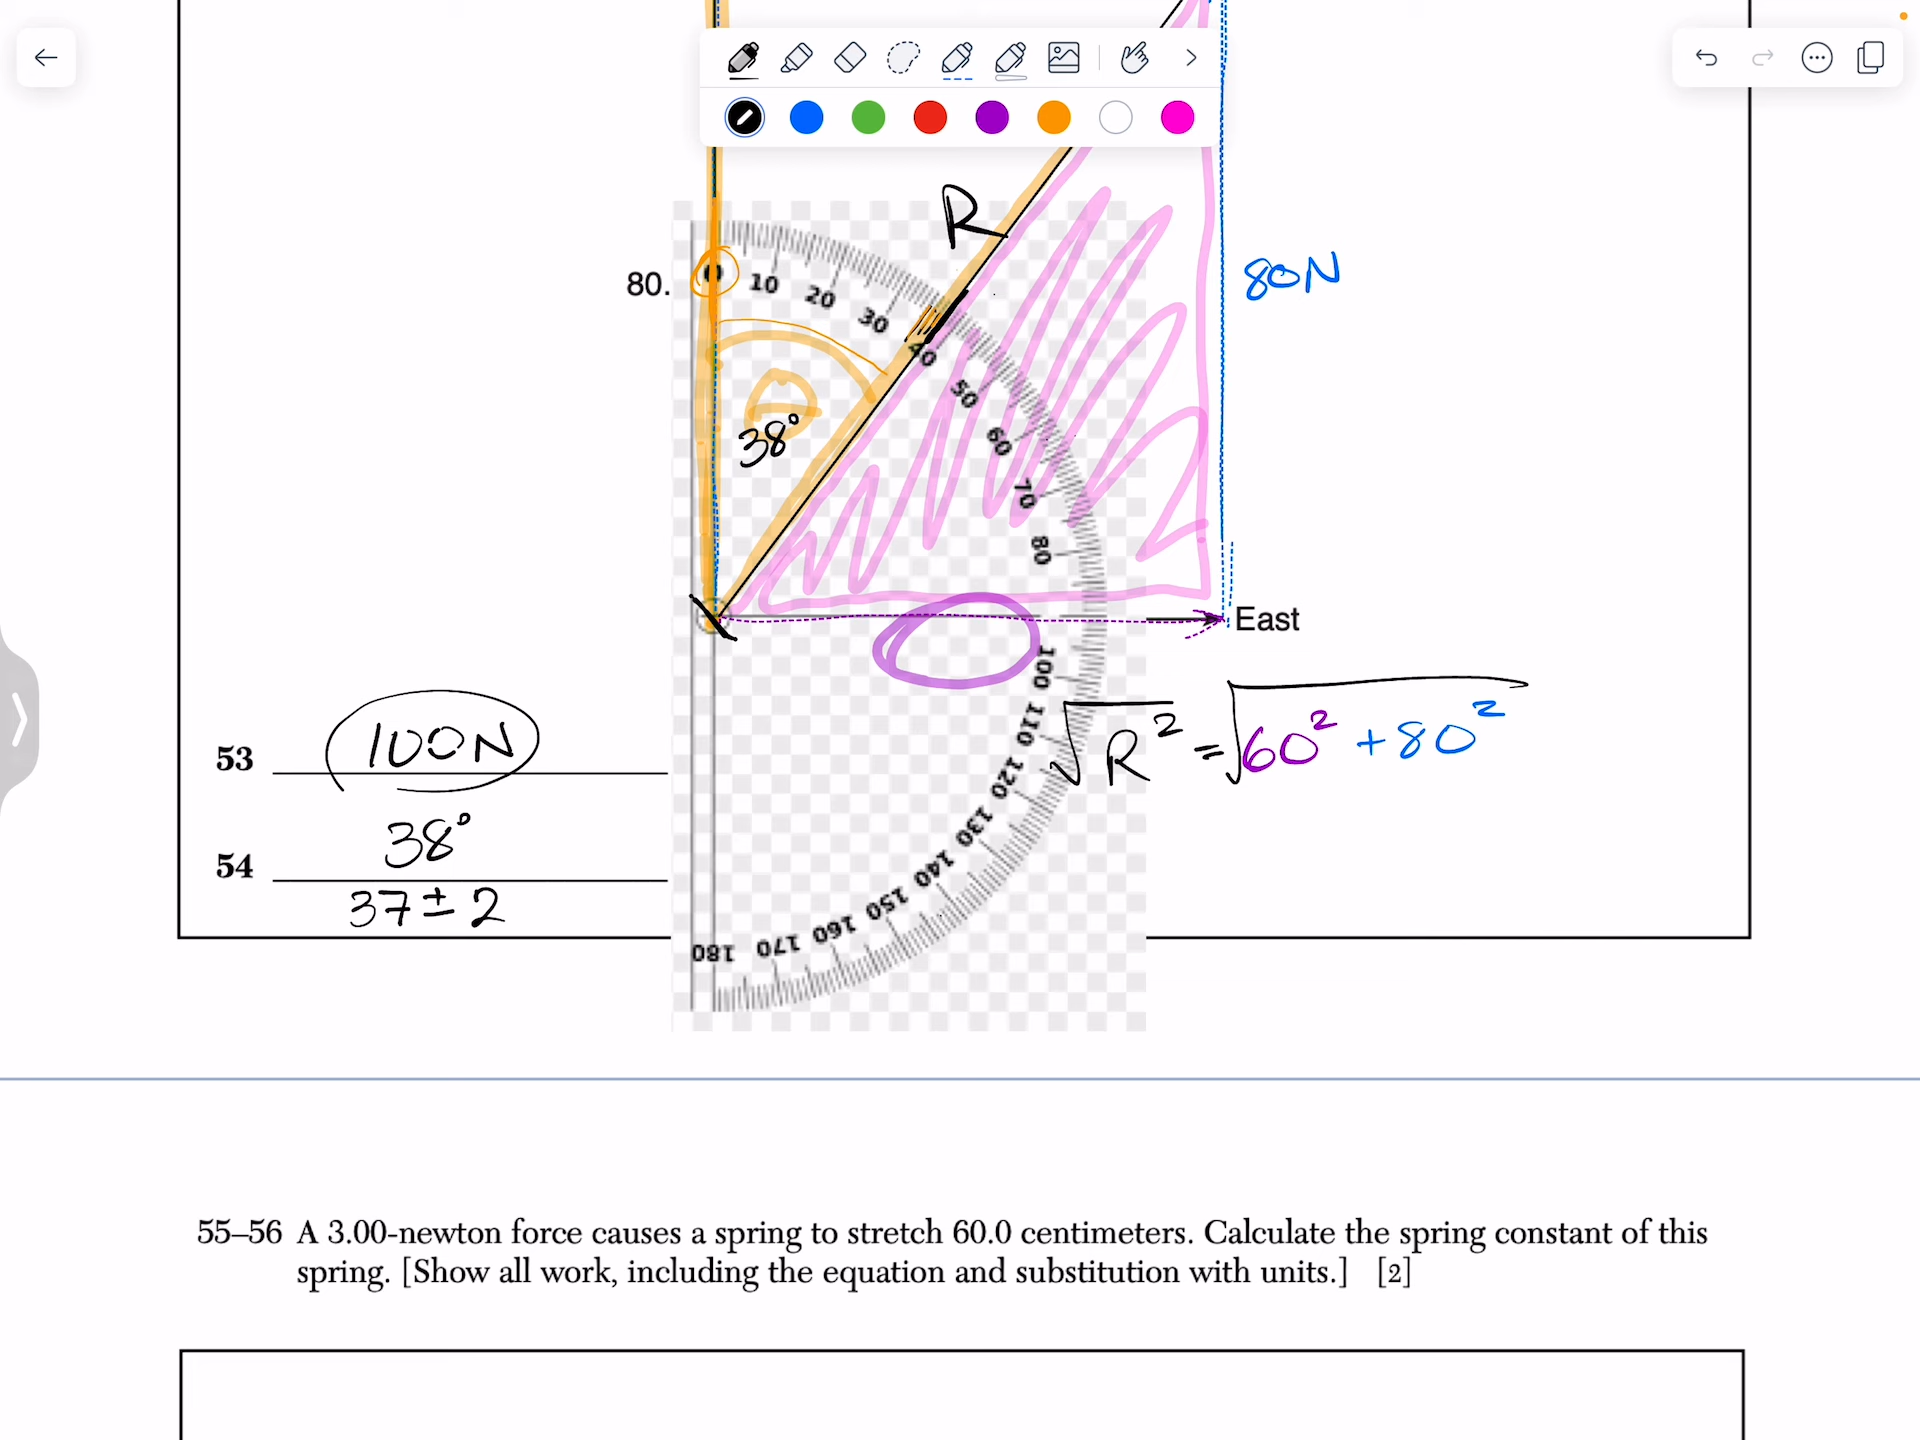 R
80.
0
10
20
30
40
50
60
70
80
100
110
120
130
140
150
160
170
180
80N
Θ
38°
East
√R² = √60² + 80²
53 100N
54 38°
37 ± 2
55–56 A 3.00-newton force causes a spring to stretch 60.0 centimeters. Calculate the spring constant of this
spring. [Show all work, including the equation and substitution with units.] [2]